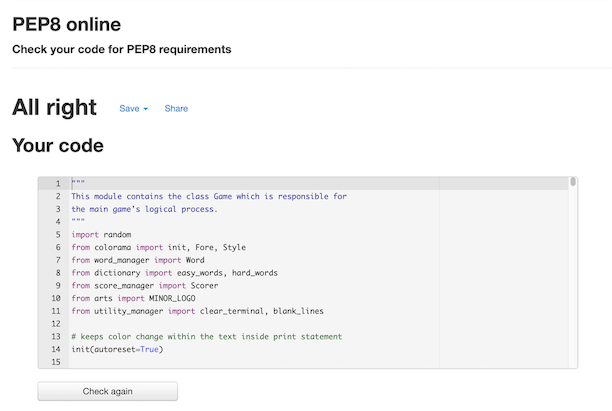 PEP8 online
Check your code for PEP8 requirements
All right Save Share
Your code
1 """
2 This module contains the class Game which is responsible for
3 the main game's logical process.
4 """
5 import random
6 from colorama import init, Fore, Style
7 from word_manager import Word
8 from dictionary import easy_words, hard_words
9 from score_manager import Scorer
10 from arts import MINOR_LOGO
11 from utility_manager import clear_terminal, blank_lines
12
13 # keeps color change within the text inside print statement
14 init(autoreset=True)
15
Check again